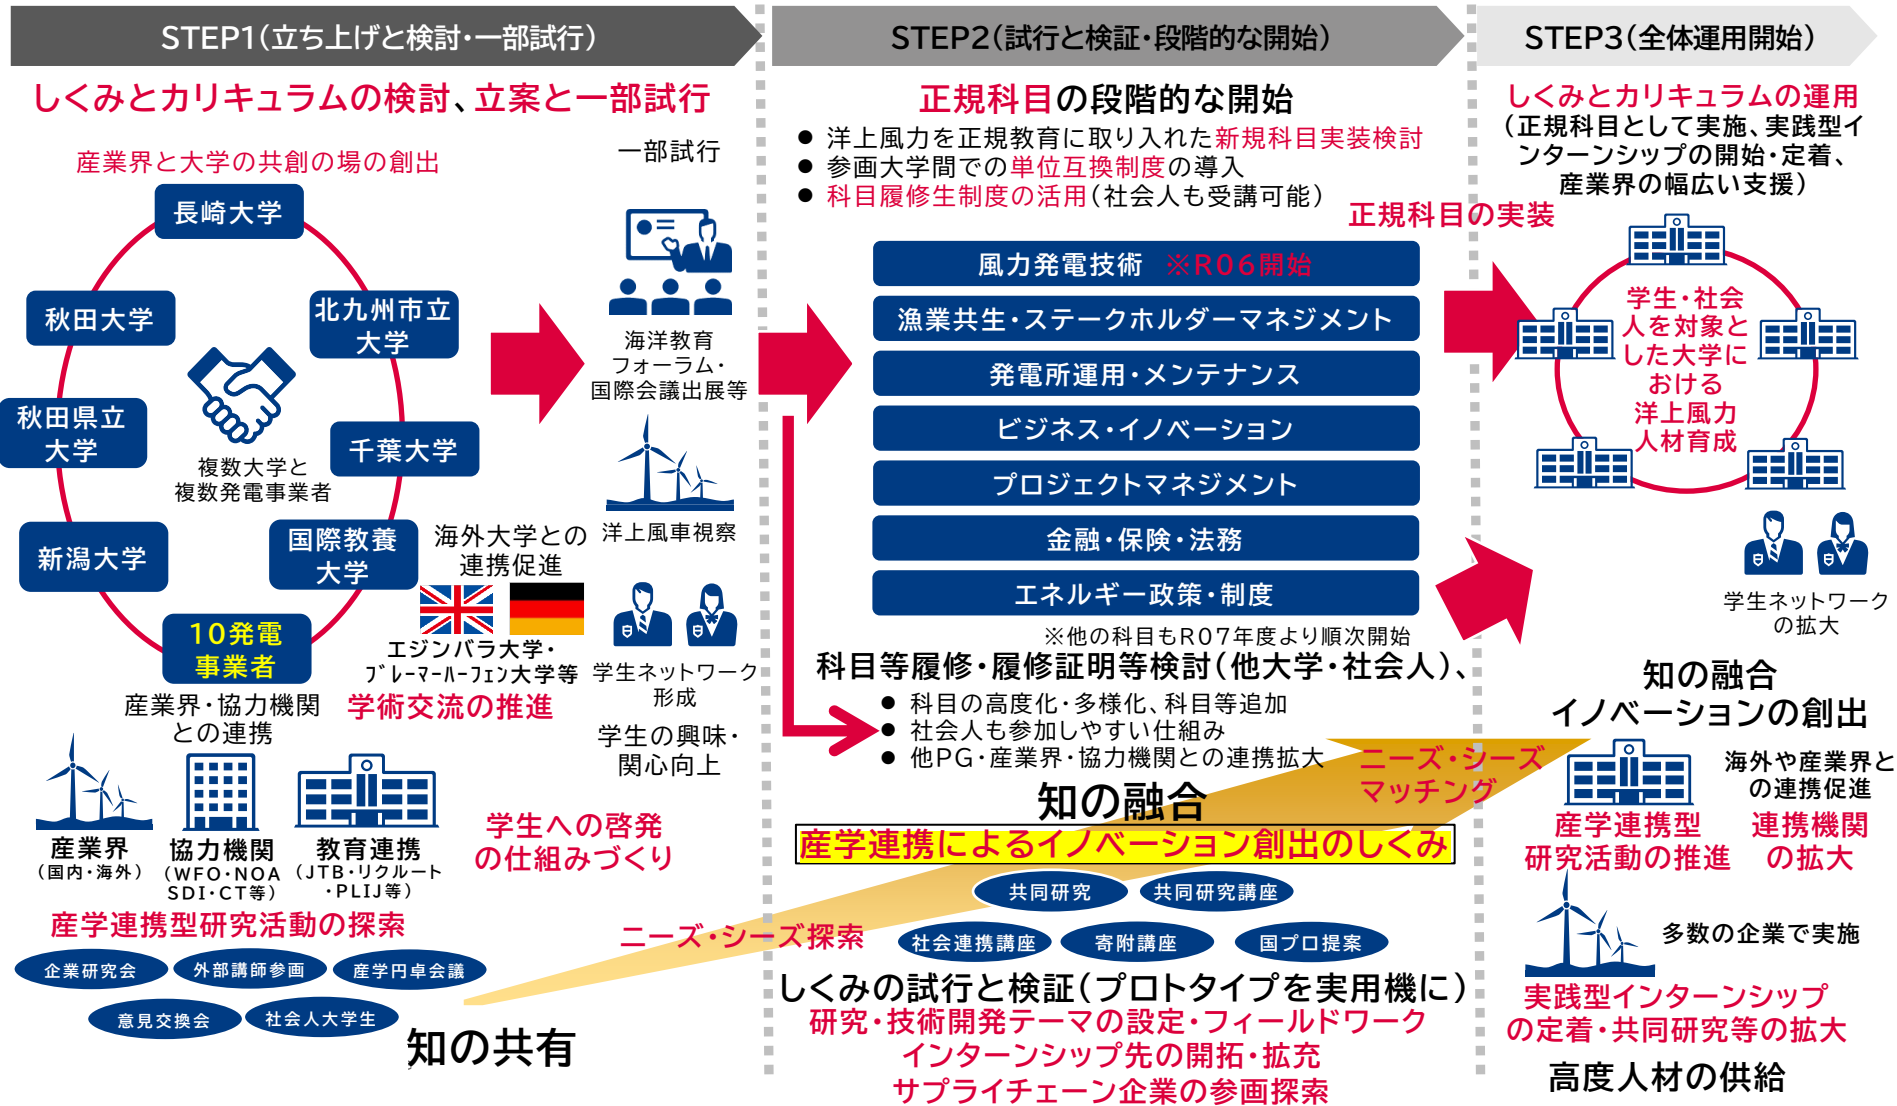 STEP1(立ち上げと検討・一部試行)
しくみとカリキュラムの検討、立案と一部試行
産業界と大学の共創の場の創出
長崎大学
秋田大学
北九州市立
大学
秋田県立
大学
千葉大学
複数大学と
複数発電事業者
新潟大学
国際教養
大学
10発電
事業者
一部試行
海洋教育
フォーラム・
国際会議出展等
洋上風車視察
海外大学との
連携促進
エジンバラ大学・
ブレーマーハーフェン大学等
学術交流の推進
学生ネットワーク
形成
学生の興味・
関心向上
産業界・協力機関
との連携
産業界
(国内・海外)
協力機関
(WFO・NOA
SDI・CT等)
教育連携
(JTB・リクルート
・PLIJ等)
学生への啓発
の仕組みづくり
産学連携型研究活動の探索
企業研究会
外部講師参画
産学円卓会議
意見交換会
社会人大学生
知の共有
STEP2(試行と検証・段階的な開始)
正規科目の段階的な開始
● 洋上風力を正規教育に取り入れた新規科目実装検討
● 参画大学間での単位互換制度の導入
● 科目履修生制度の活用(社会人も受講可能)
正規科目の実装
風力発電技術 ※R06開始
漁業共生・ステークホルダーマネジメント
発電所運用・メンテナンス
ビジネス・イノベーション
プロジェクトマネジメント
金融・保険・法務
エネルギー政策・制度
※他の科目もR07年度より順次開始
科目等履修・履修証明等検討(他大学・社会人)、
● 科目の高度化・多様化、科目等追加
● 社会人も参加しやすい仕組み
● 他PG・産業界・協力機関との連携拡大
ニーズ・シーズ
マッチング
知の融合
産学連携によるイノベーション創出のしくみ
共同研究
共同研究講座
ニーズ・シーズ探索
社会連携講座
寄附講座
国プロ提案
しくみの試行と検証(プロトタイプを実用機に)
研究・技術開発テーマの設定・フィールドワーク
インターンシップ先の開拓・拡充
サプライチェーン企業の参画探索
STEP3(全体運用開始)
しくみとカリキュラムの運用
(正規科目として実施、実践型イ
ンターンシップの開始・定着、
産業界の幅広い支援)
学生・社会
人を対象と
した大学に
おける
洋上風力
人材育成
学生ネットワーク
の拡大
知の融合
イノベーションの創出
海外や産業界と
の連携促進
産学連携型
研究活動の推進
連携機関
の拡大
多数の企業で実施
実践型インターンシップ
の定着・共同研究等の拡大
高度人材の供給